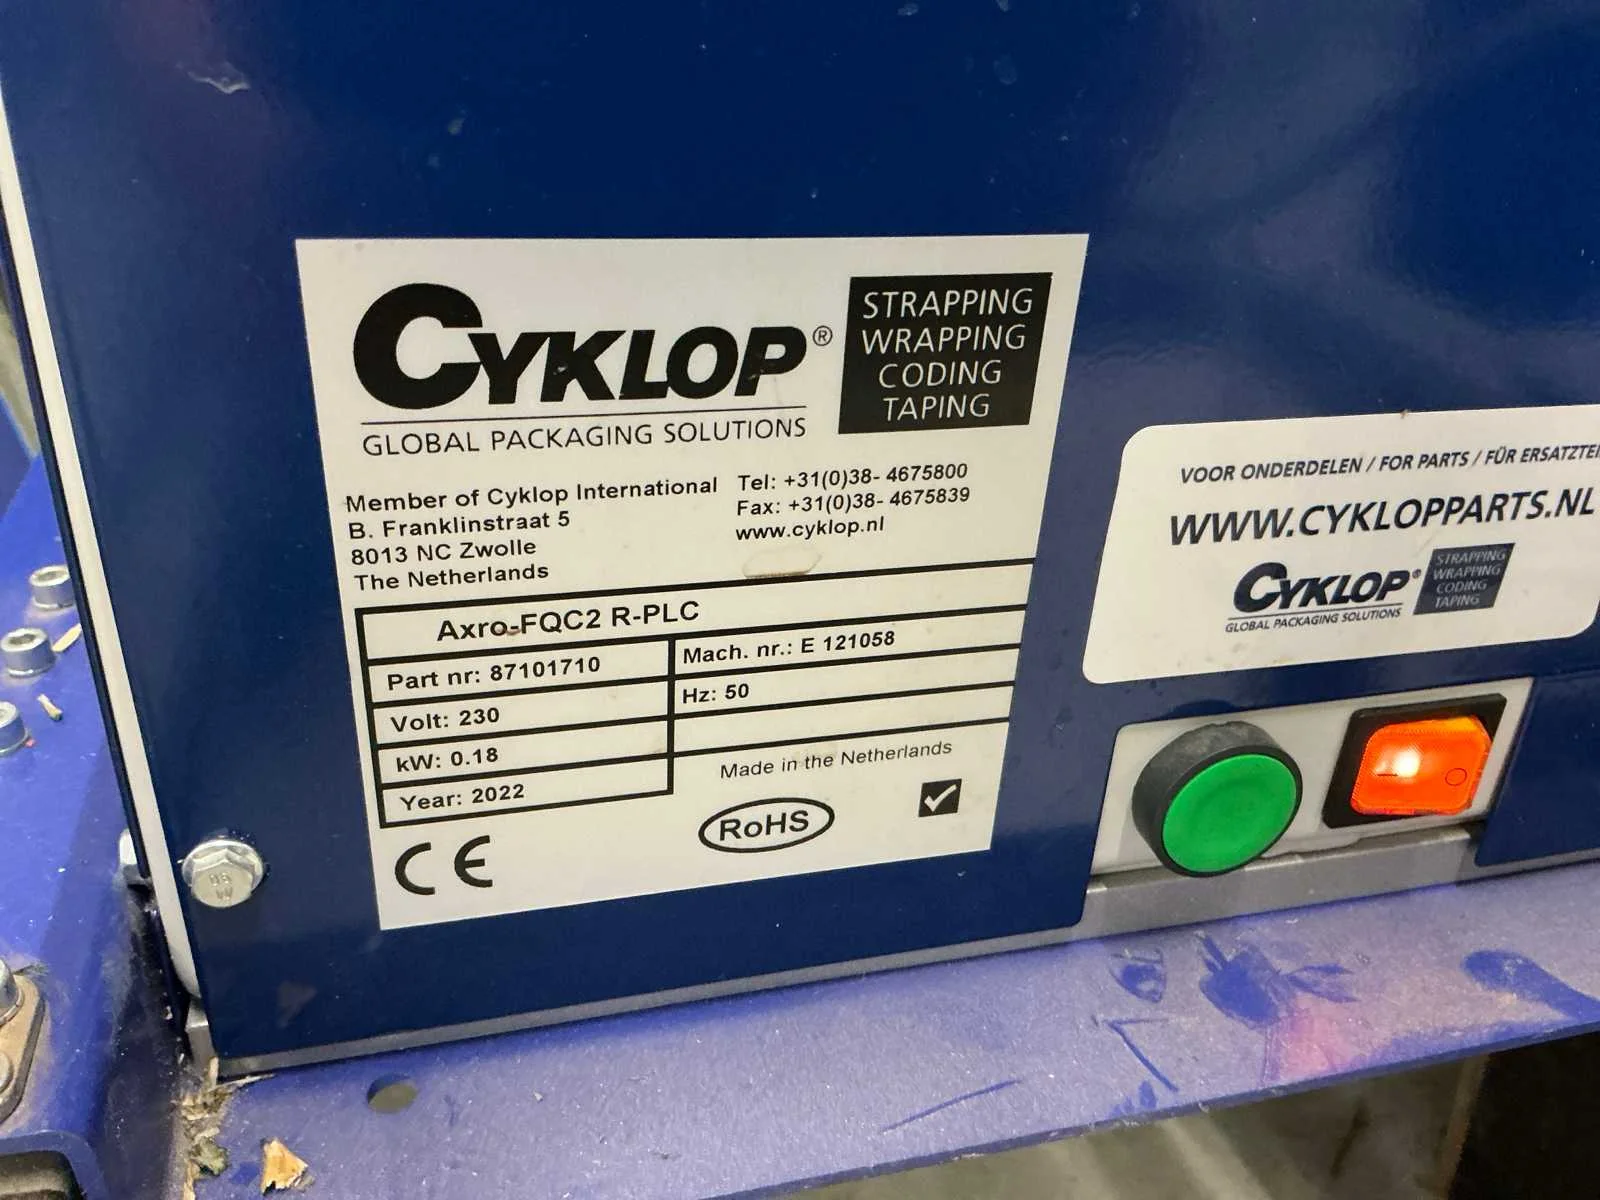 CYKLOP®
GLOBAL PACKAGING SOLUTIONS
STRAPPING
WRAPPING
CODING
TAPING
Member of Cyklop International
B. Franklinstraat 5
8013 NC Zwolle
The Netherlands
Tel: +31(0)38- 4675800
Fax: +31(0)38- 4675839
www.cyklop.nl
Axro-FQC2 R-PLC
Part nr: 87101710
Mach. nr.: E 121058
Volt: 230
Hz: 50
kW: 0.18
Year: 2022
Made in the Netherlands
CE
RoHS
VOOR ONDERDELEN / FOR PARTS / FÜR
WWW.CYKLOPPARTS.NL
CYKLOP®
GLOBAL PACKAGING SOLUTIONS
STRAPPING
WRAPPING
CODING
TAPING